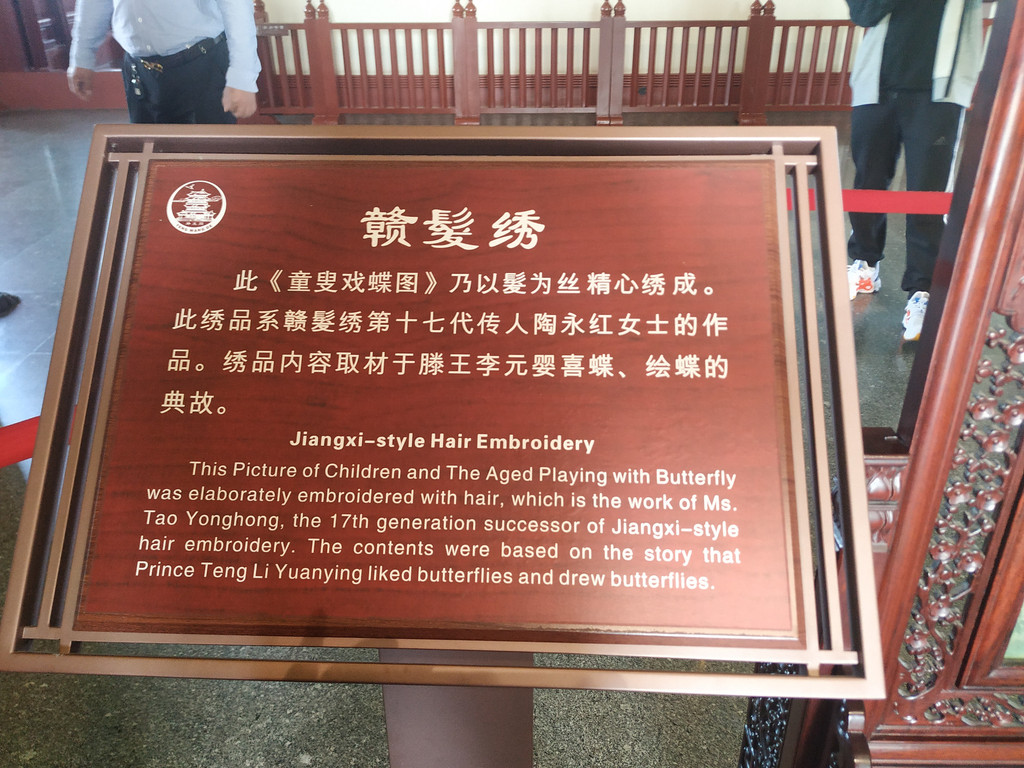 赣髮绣
此《童叟戏蝶图》乃以髮为丝精心绣成。
此绣品系赣髮绣第十七代传人陶永红女士的作
品。绣品内容取材于滕王李元婴喜蝶、绘蝶的
典故。
Jiangxi-style Hair Embroidery
This Picture of Children and The Aged Playing with Butterfly
was elaborately embroidered with hair, which is the work of Ms.
Tao Yonghong, the 17th generation successor of Jiangxi-style
hair embroidery. The contents were based on the story that
Prince Teng Li Yuanying liked butterflies and drew butterflies.